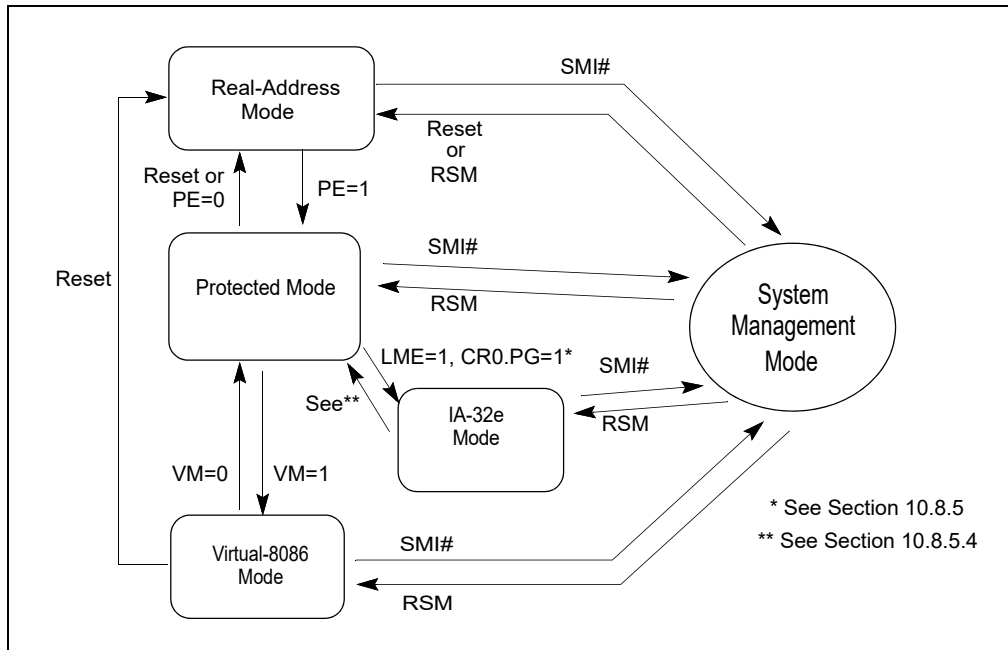 SMI#
Real-Address
Mode
Reset
or
RSM
Reset or
PE=0
PE=1
SMI#
Reset
Protected Mode
RSM
System
Management
Mode
LME=1, CR0.PG=1*
SMI#
See**
IA-32e
Mode
RSM
VM=0
VM=1
* See Section 10.8.5
** See Section 10.8.5.4
Virtual-8086
Mode
SMI#
RSM